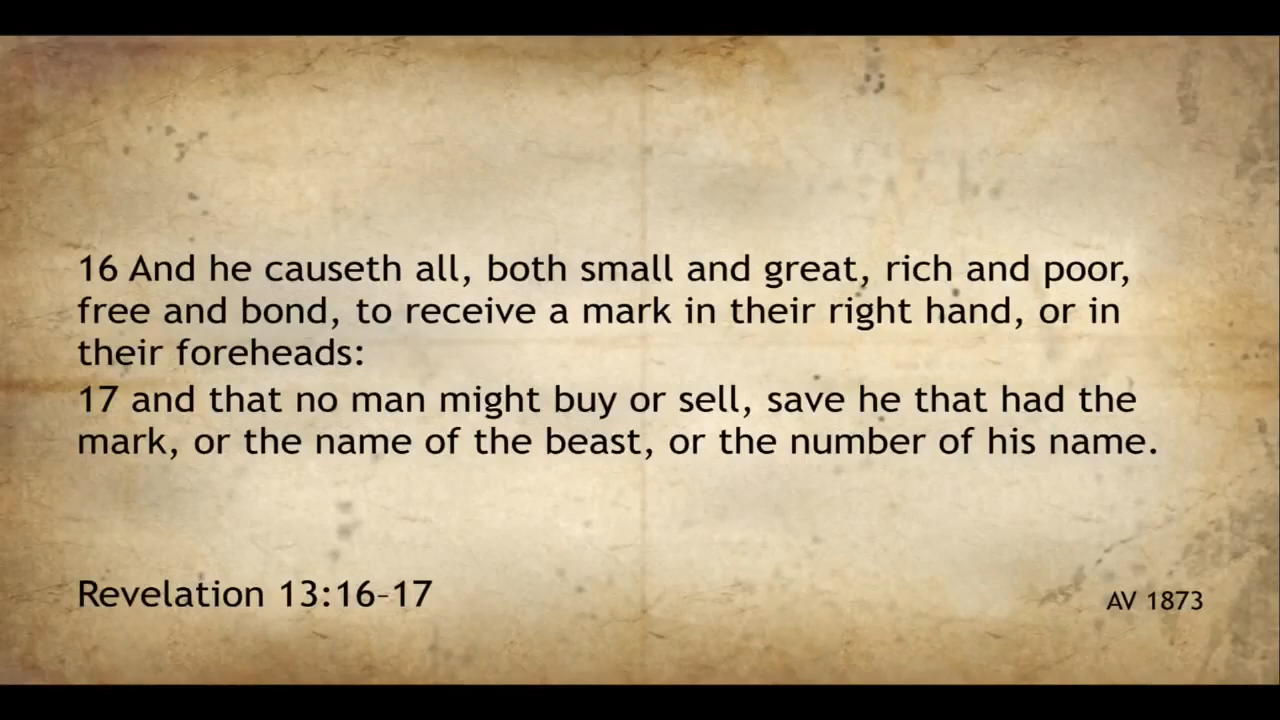 16 And he causeth all, both small and great, rich and poor,
free and bond, to receive a mark in their right hand, or in
their foreheads:
17 and that no man might buy or sell, save he that had the
mark, or the name of the beast, or the number of his name.
Revelation 13:16–17
AV 1873